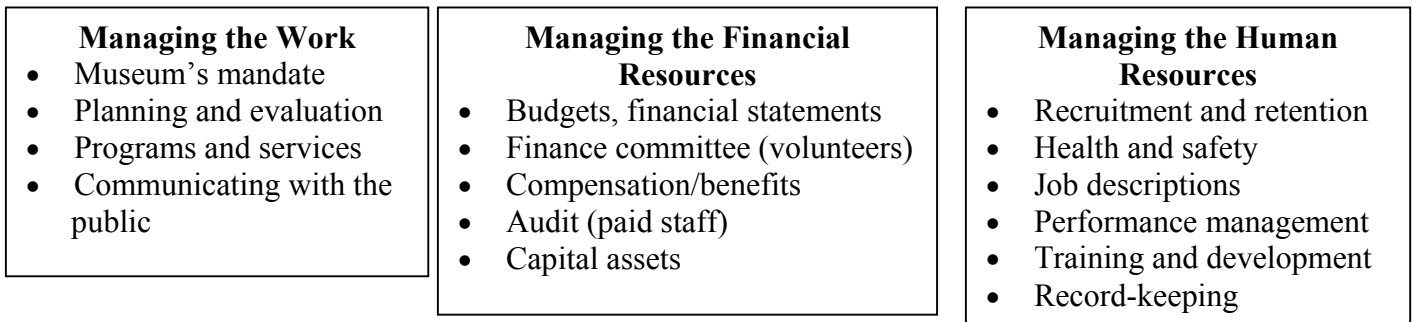 Managing the Work
• Museum’s mandate
• Planning and evaluation
• Programs and services
• Communicating with the
public
Managing the Financial
Resources
• Budgets, financial statements
• Finance committee (volunteers)
• Compensation/benefits
• Audit (paid staff)
• Capital assets
Managing the Human
Resources
• Recruitment and retention
• Health and safety
• Job descriptions
• Performance management
• Training and development
• Record-keeping